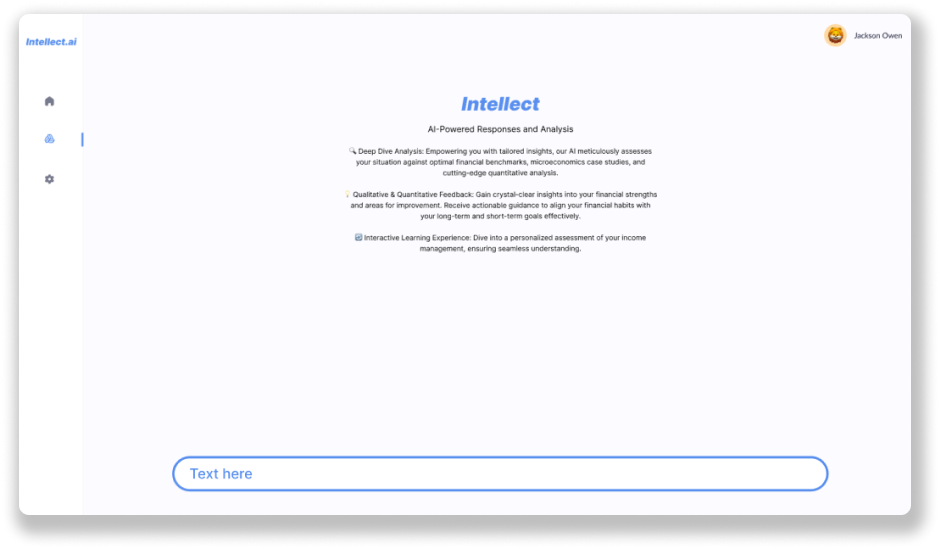 Intellect.ai
Jackson Owen
Intellect
AI-Powered Responses and Analysis
🔍 Deep Dive Analysis: Empowering you with tailored insights, our AI meticulously assesses
your situation against optimal financial benchmarks, microeconomics case studies, and
cutting-edge quantitative analysis.
💡 Qualitative & Quantitative Feedback: Gain crystal-clear insights into your financial strengths
and areas for improvement. Receive actionable guidance to align your financial habits with
your long-term and short-term goals effectively.
Interactive Learning Experience: Dive into a personalized assessment of your income
management, ensuring seamless understanding.
Text here